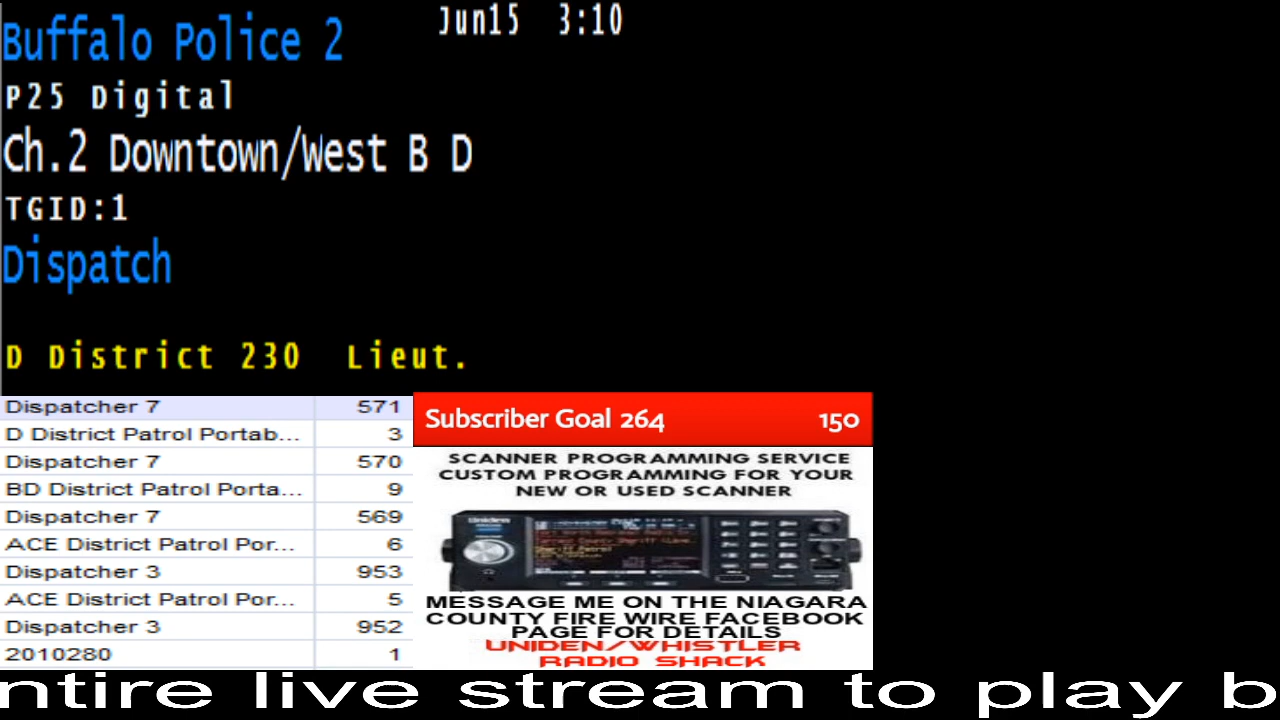 Buffalo Police 2
Jun15 3:10
P25 Digital
Ch.2 Downtown/West B D
TGID:1
Dispatch
D District 230 Lieut.
Dispatcher 7 571
D District Patrol Portab... 3
Dispatcher 7 570
BD District Patrol Porta... 9
Dispatcher 7 569
ACE District Patrol Por... 6
Dispatcher 3 953
ACE District Patrol Por... 5
Dispatcher 3 952
2010280 1
Subscriber Goal 264 150
SCANNER PROGRAMMING SERVICE
CUSTOM PROGRAMMING FOR YOUR
NEW OR USED SCANNER
Uniden
MESSAGE ME ON THE NIAGARA
COUNTY FIRE WIRE FACEBOOK
PAGE FOR DETAILS
UNIDEN/WHISTLER
RADIO SHACK
ntire live stream to play b